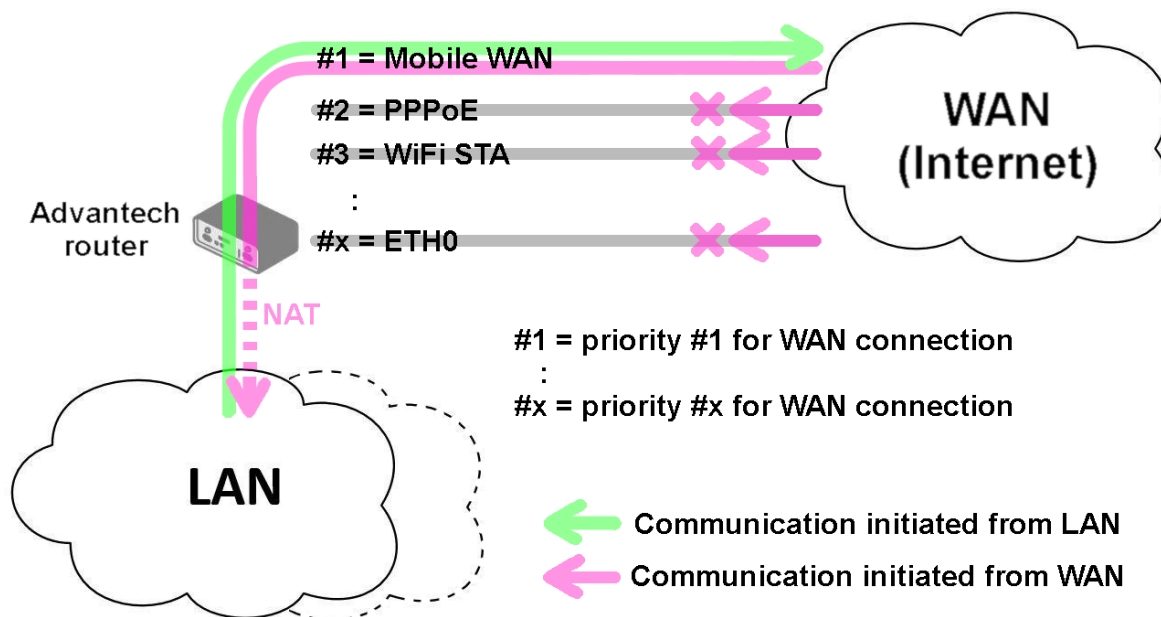 #1 = Mobile WAN
#2 = PPPoE
#3 = WiFi STA
:
#x = ETH0
WAN
(Internet)
Advantech
router
NAT
#1 = priority #1 for WAN connection
:
#x = priority #x for WAN connection
LAN
Communication initiated from LAN
Communication initiated from WAN